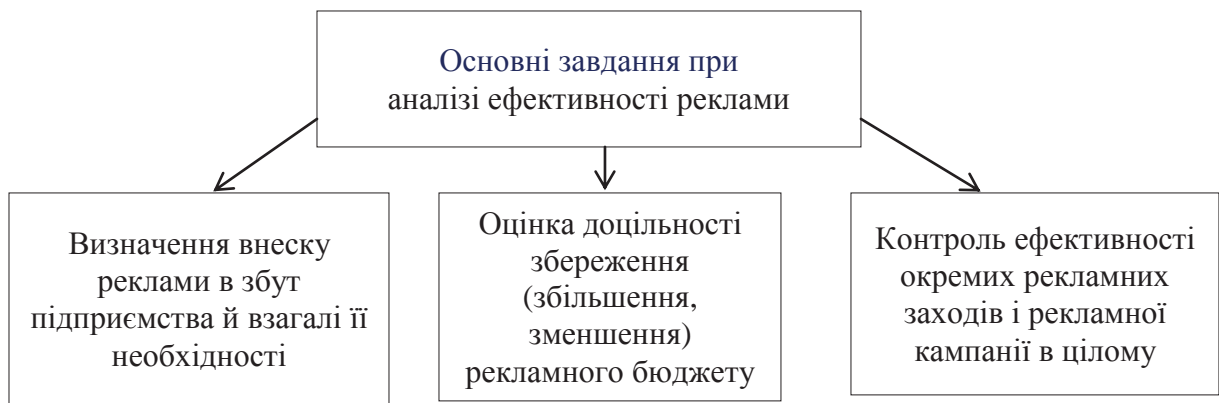 Основні завдання при
аналізі ефективності реклами
Визначення внеску
реклами в збут
підприємства й взагалі її
необхідності
Оцінка доцільності
збереження
(збільшення,
зменшення)
рекламного бюджету
Контроль ефективності
окремих рекламних
заходів і рекламної
кампанії в цілому